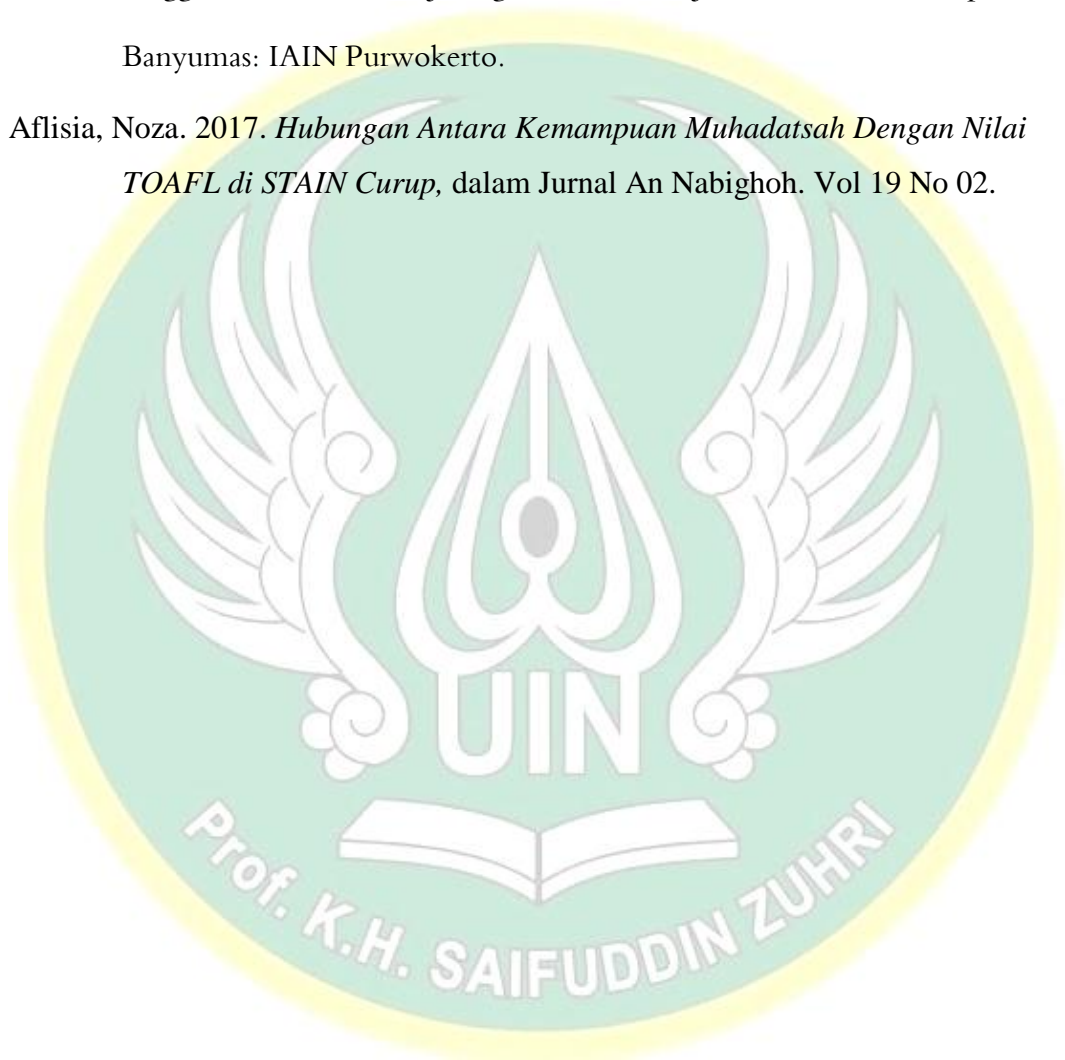 Banyumas: IAIN Purwokerto.
Aflisia, Noza. 2017. Hubungan Antara Kemampuan Muhadatsah Dengan Nilai
TOAFL di STAIN Curup, dalam Jurnal An Nabighoh. Vol 19 No 02.
UIN
Prof. K.H. SAIFUDDIN ZUHRI